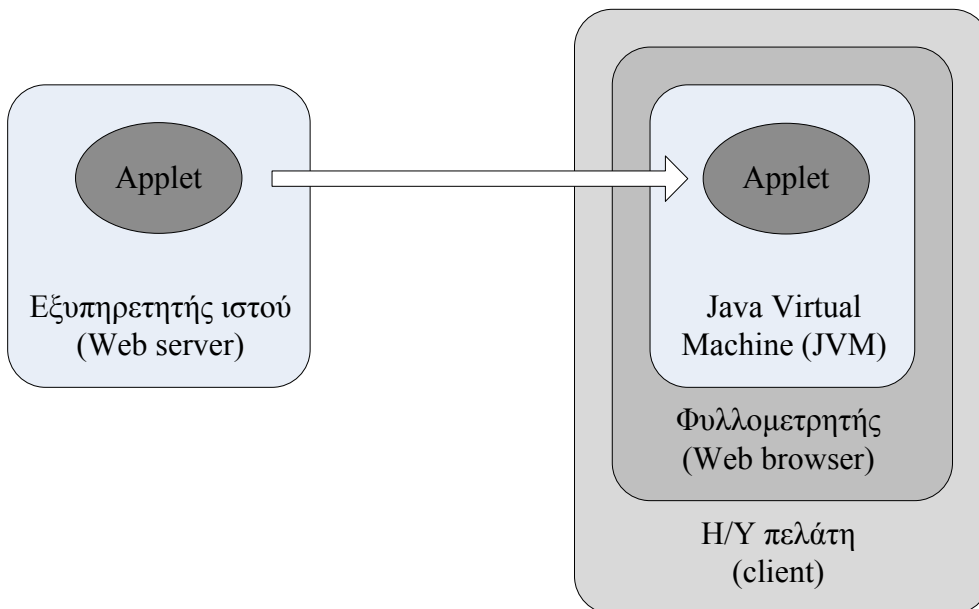 Applet
Εξυπηρετητής ιστού
(Web server)
Applet
Java Virtual
Machine (JVM)
Φυλλομετρητής
(Web browser)
Η/Υ πελάτη
(client)